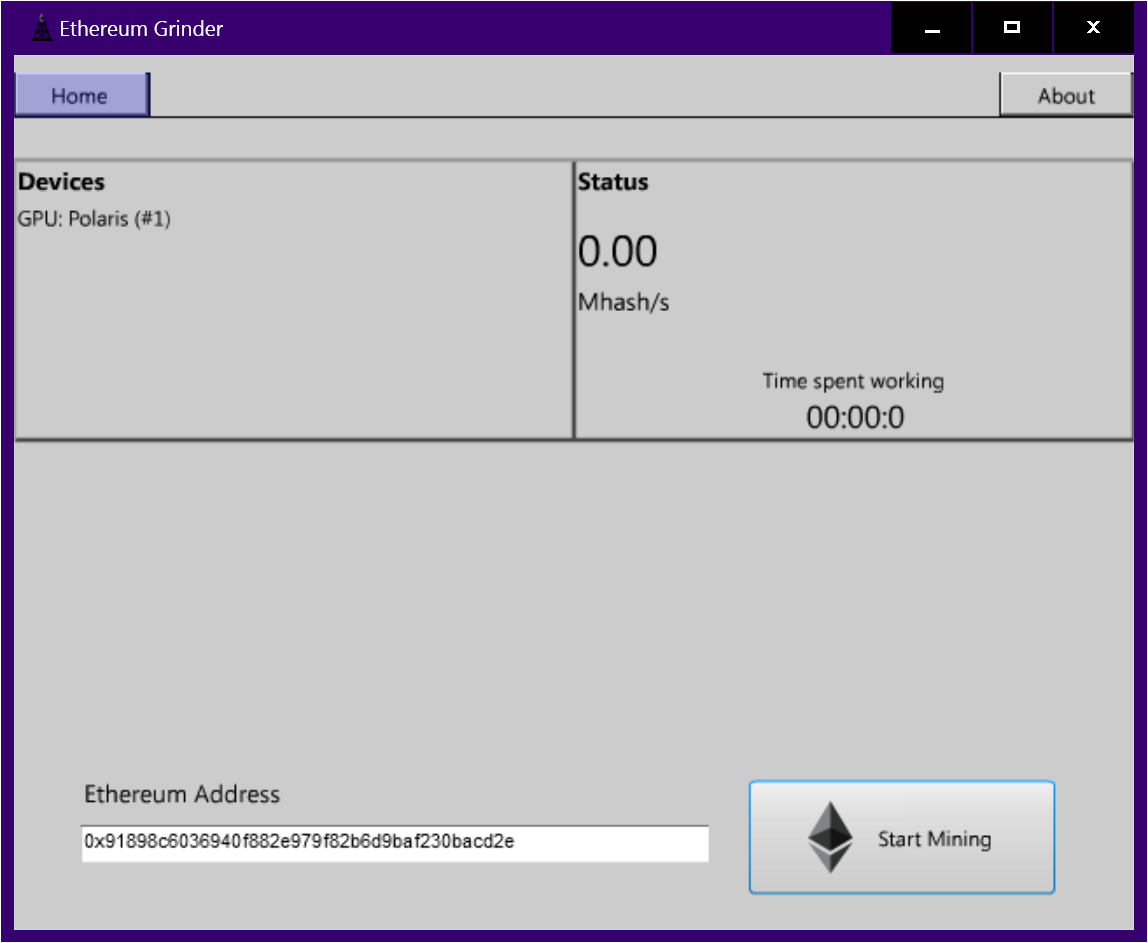 Ethereum Grinder
X
Home
About
Devices
GPU: Polaris (#1)
Status
0.00
Mhash/s
Time spent working
00:00:0
Ethereum Address
0x91898c6036940f882e979f82b6d9baf230bacd2e
Start Mining